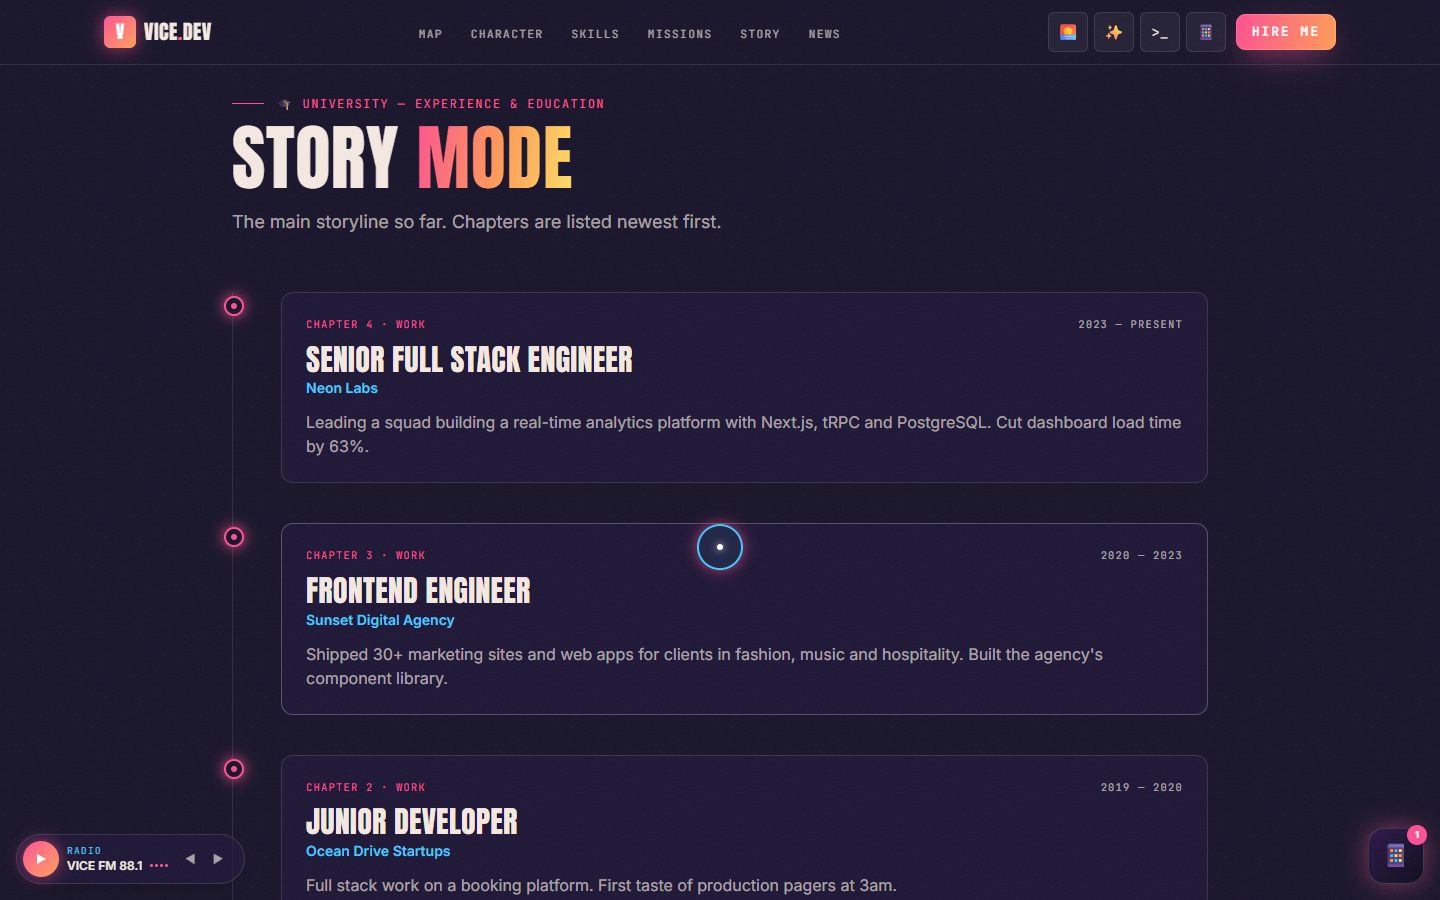 V VICE.DEV
MAP CHARACTER SKILLS MISSIONS STORY NEWS
>_
HIRE ME
UNIVERSITY — EXPERIENCE & EDUCATION
STORY MODE
The main storyline so far. Chapters are listed newest first.
CHAPTER 4 · WORK 2023 — PRESENT
SENIOR FULL STACK ENGINEER
Neon Labs
Leading a squad building a real-time analytics platform with Next.js, tRPC and PostgreSQL. Cut dashboard load time
by 63%.
CHAPTER 3 · WORK 2020 — 2023
FRONTEND ENGINEER
Sunset Digital Agency
Shipped 30+ marketing sites and web apps for clients in fashion, music and hospitality. Built the agency's
component library.
CHAPTER 2 · WORK 2019 — 2020
JUNIOR DEVELOPER
Ocean Drive Startups
Full stack work on a booking platform. First taste of production pagers at 3am.
RADIO
VICE FM 88.1
1